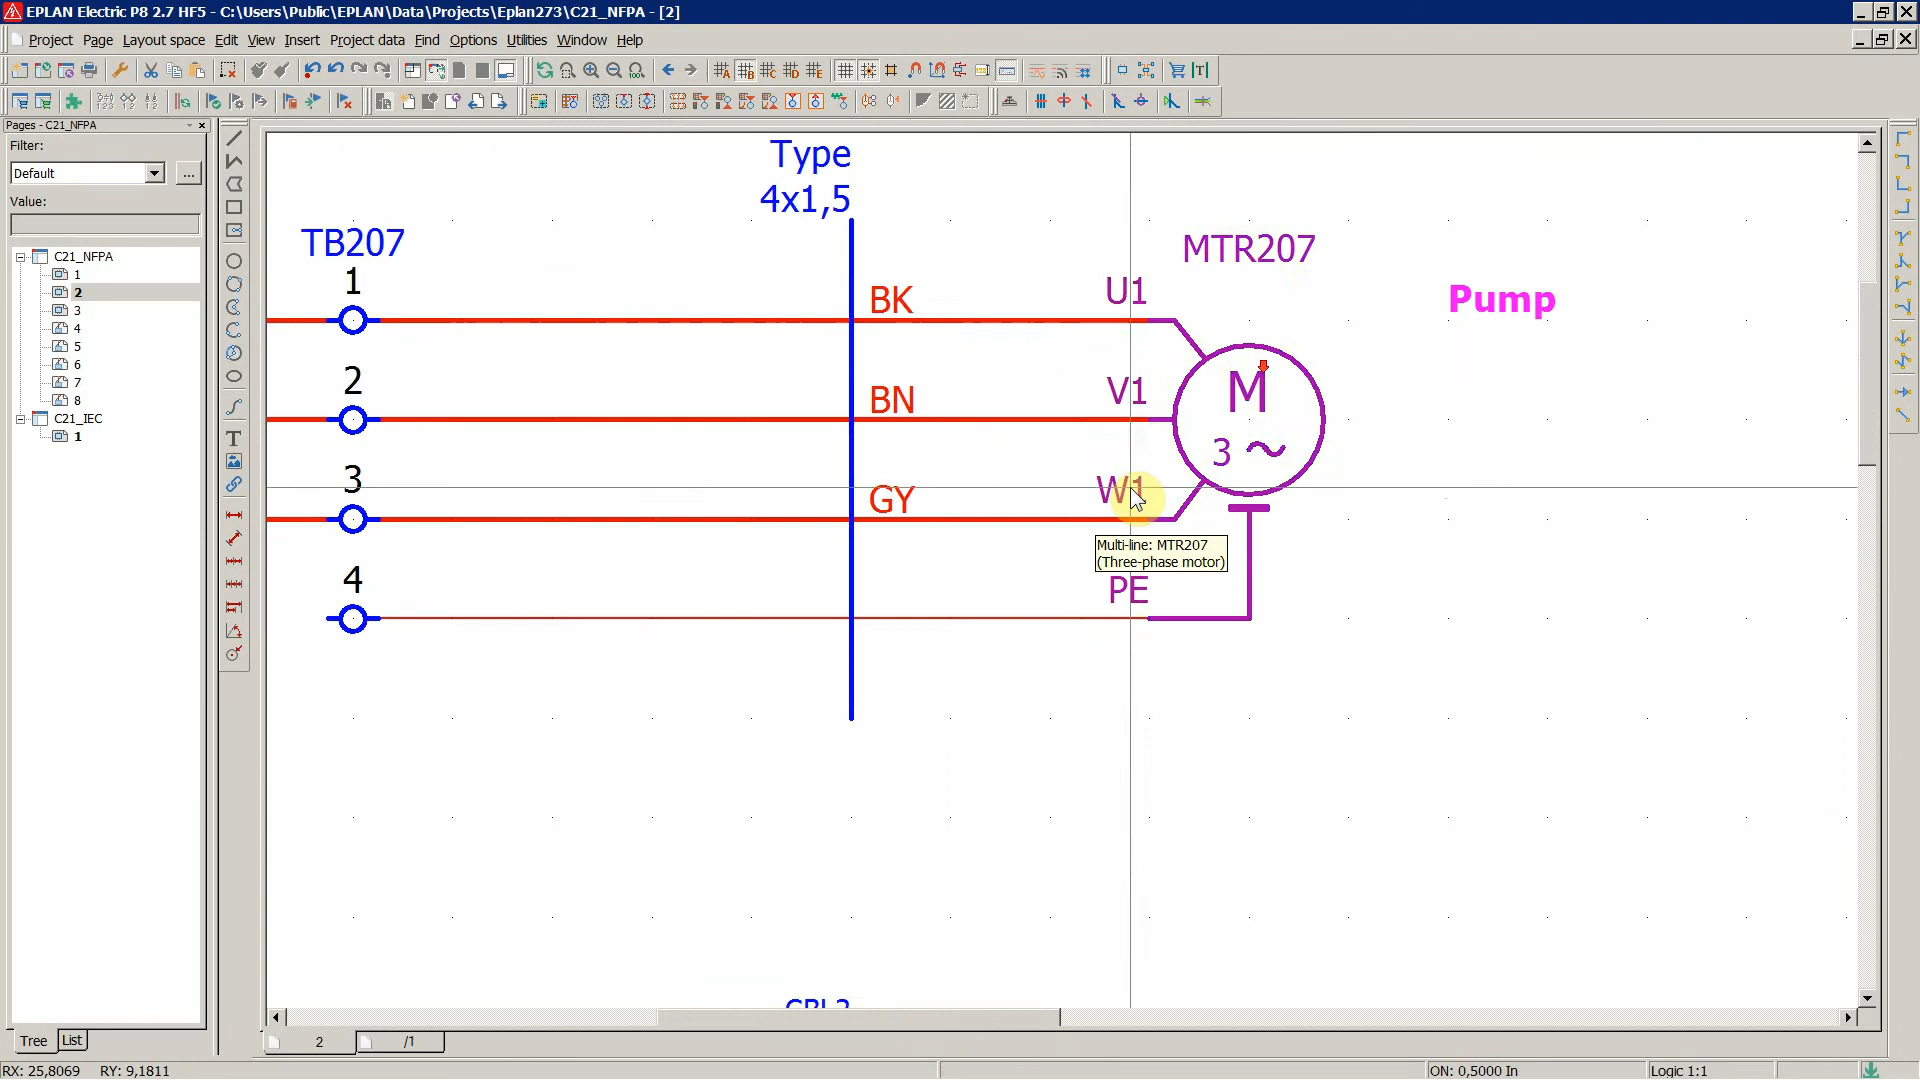 EPLAN Electric P8 2.7 HF5 - C:\Users\Public\EPLAN\Data\Projects\Eplan273\C21_NFPA - [2]
Project Page Layout space Edit View Insert Project data Find Options Utilities Window Help
Pages - C21_NFPA
Filter:
Default
...
Value:
C21_NFPA
1
2
3
4
5
6
7
8
C21_IEC
1
Tree List
Type
4x1,5
TB207
MTR207
Pump
1
BK
U1
2
BN
V1
M
3 ~
3
GY
W1
Multi-line: MTR207
(Three-phase motor)
4
PE
2
/1
RX: 25,8069 RY: 9,1811
ON: 0,5000 In
Logic 1:1